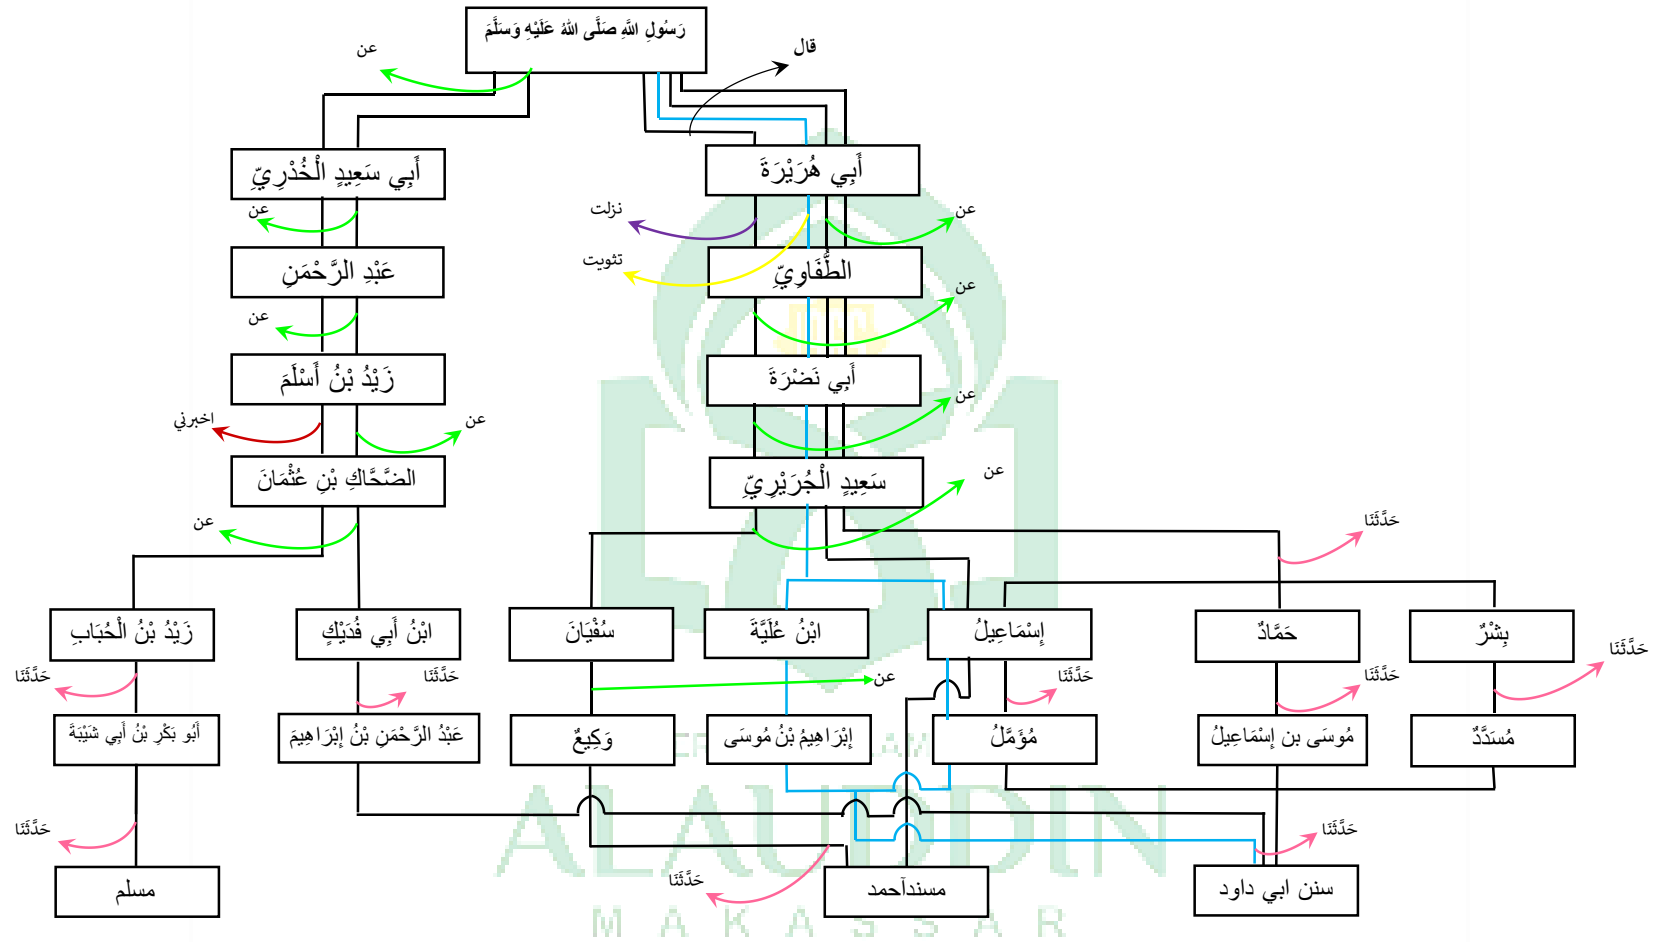 رَسُولِ اللَّهِ صَلَّى اللهُ عَلَيْهِ وَسَلَّمَ
قال
عن
أَبِي هُرَيْرَةَ
أَبِي سَعِيدٍ الْخُدْرِيِّ
عن
نزلت
عن
تثويت
الطُّفَاوِيِّ
عَبْدِ الرَّحْمَنِ
عن
عن
أَبِي نَضْرَةَ
زَيْدُ بْنُ أَسْلَمَ
عن
عن
اخبرني
سَعِيدٍ الْجُرَيْرِيِّ
الضَّحَّاكِ بْنِ عُثْمَانَ
عن
حَدَّثَنَا
عن
بِشْرٌ
حَمَّادٌ
إِسْمَاعِيلُ
ابْنُ عُلَيَّةَ
سُفْيَانَ
ابْنُ أَبِي فُدَيْكٍ
زَيْدُ بْنُ الْحُبَابِ
حَدَّثَنَا
حَدَّثَنَا
حَدَّثَنَا
عن
حَدَّثَنَا
حَدَّثَنَا
مُسَدَّدٌ
مُوسَى بن إِسْمَاعِيلُ
مُؤَمَّلُ
إِبْرَاهِيمُ بْنُ مُوسَى
وَكِيعٌ
عَبْدُ الرَّحْمَنِ بْنُ إِبْرَاهِيمَ
أَبُو بَكْرِ بْنُ أَبِي شَيْبَةَ
حَدَّثَنَا
حَدَّثَنَا
حَدَّثَنَا
سنن ابي داود
مسندآحمد
مسلم
ALAUDDIN
MAKASSAR